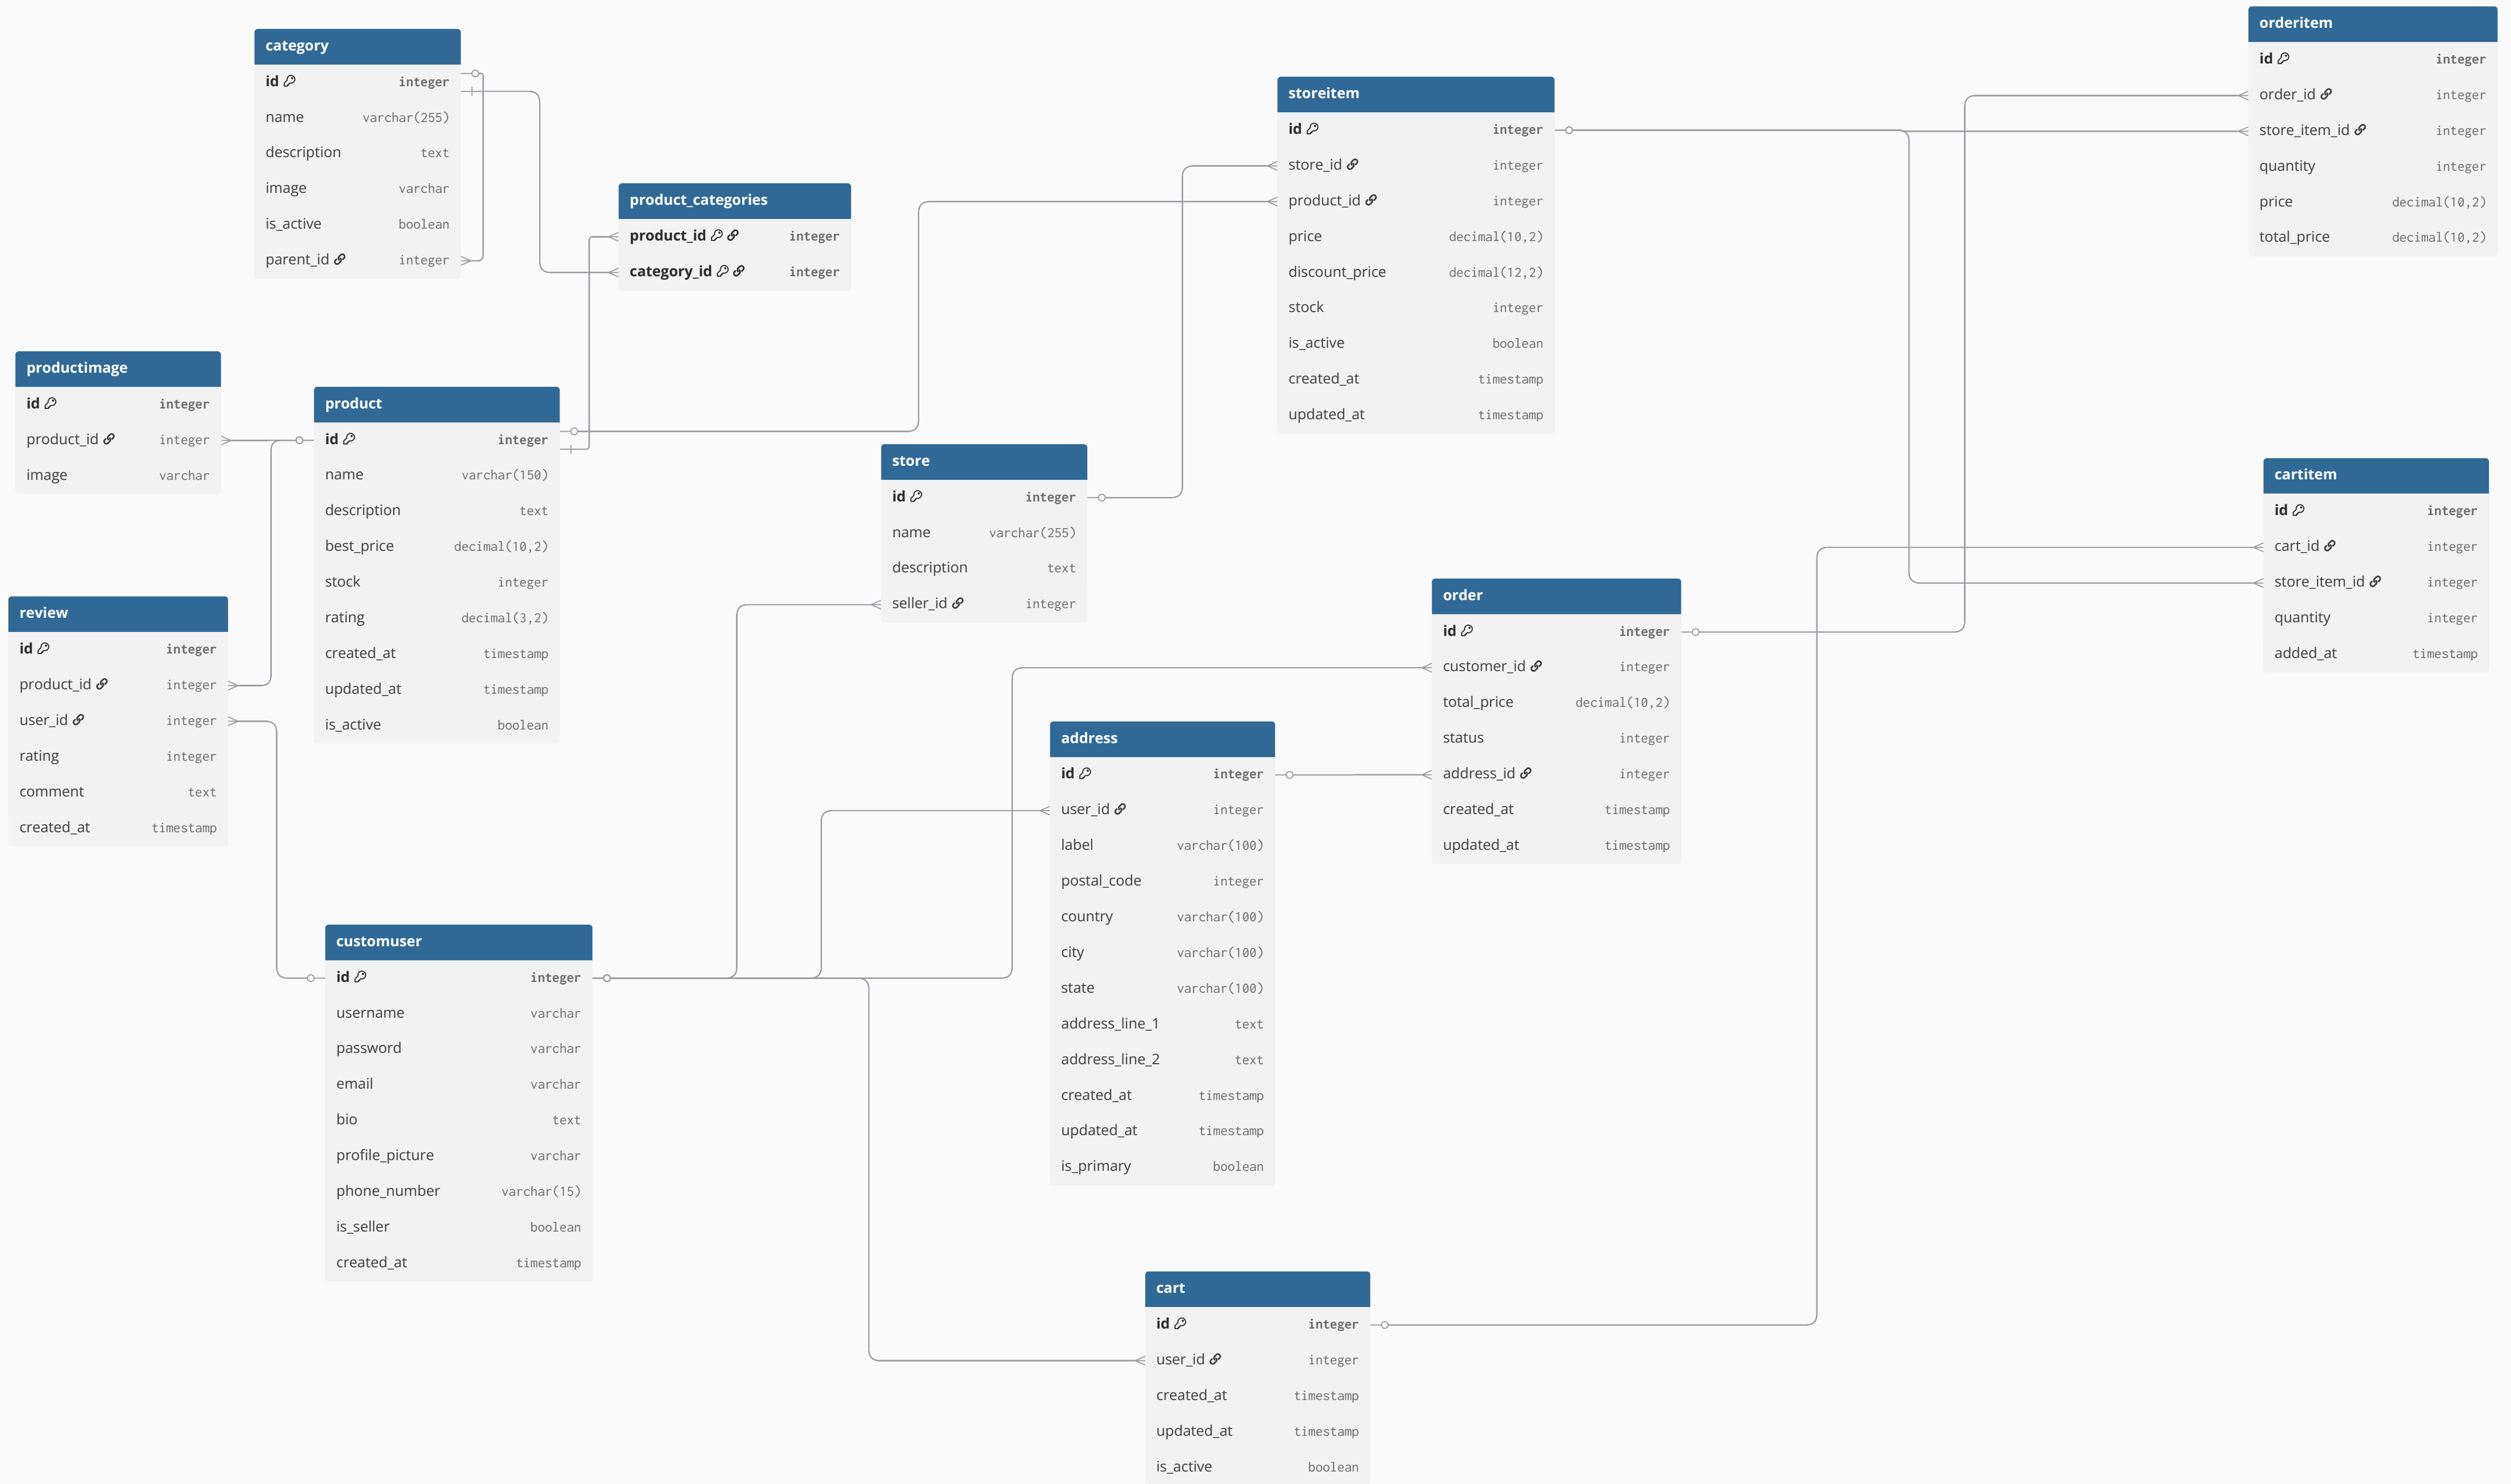 category
id integer
name varchar(255)
description text
image varchar
is_active boolean
parent_id integer
product_categories
product_id integer
category_id integer
storeitem
id integer
store_id integer
product_id integer
price decimal(10,2)
discount_price decimal(12,2)
stock integer
is_active boolean
created_at timestamp
updated_at timestamp
orderitem
id integer
order_id integer
store_item_id integer
quantity integer
price decimal(10,2)
total_price decimal(10,2)
productimage
id integer
product_id integer
image varchar
product
id integer
name varchar(150)
description text
best_price decimal(10,2)
stock integer
rating decimal(3,2)
created_at timestamp
updated_at timestamp
is_active boolean
store
id integer
name varchar(255)
description text
seller_id integer
cartitem
id integer
cart_id integer
store_item_id integer
quantity integer
added_at timestamp
review
id integer
product_id integer
user_id integer
rating integer
comment text
created_at timestamp
order
id integer
customer_id integer
total_price decimal(10,2)
status integer
address_id integer
created_at timestamp
updated_at timestamp
address
id integer
user_id integer
label varchar(100)
postal_code integer
country varchar(100)
city varchar(100)
state varchar(100)
address_line_1 text
address_line_2 text
created_at timestamp
updated_at timestamp
is_primary boolean
customuser
id integer
username varchar
password varchar
email varchar
bio text
profile_picture varchar
phone_number varchar(15)
is_seller boolean
created_at timestamp
cart
id integer
user_id integer
created_at timestamp
updated_at timestamp
is_active boolean